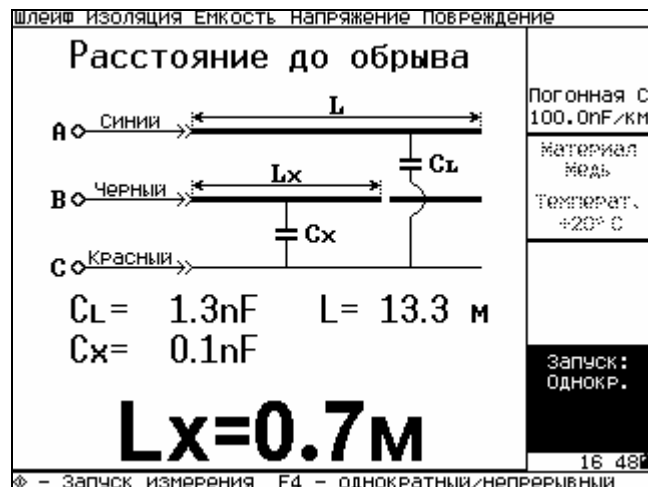 Шлейф Изоляция Емкость Напряжение Повреждение
Расстояние до обрыва
L
A Синий
CL
Lx
B Черный
Cx
C Красный
CL= 1.3nF L= 13.3 м
Cx= 0.1nF
Lx=0.7м
Погонная С
100.0nF/км
Материал
Медь
Температ.
+20° C
Запуск:
Однокр.
16 48
- Запуск измерения F4 - однократный/непрерывный